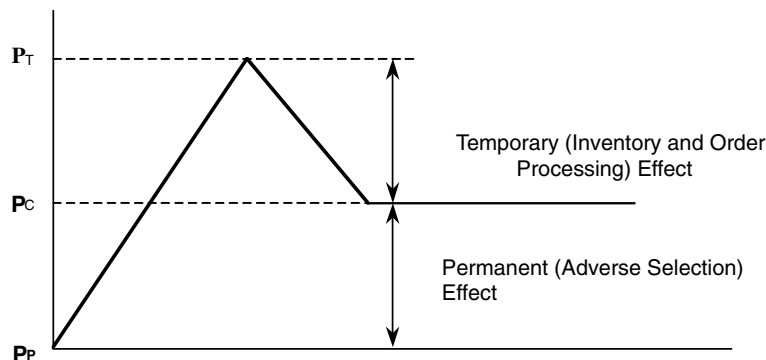 PT
Temporary (Inventory and Order
Processing) Effect
PC
Permanent (Adverse Selection)
Effect
PP